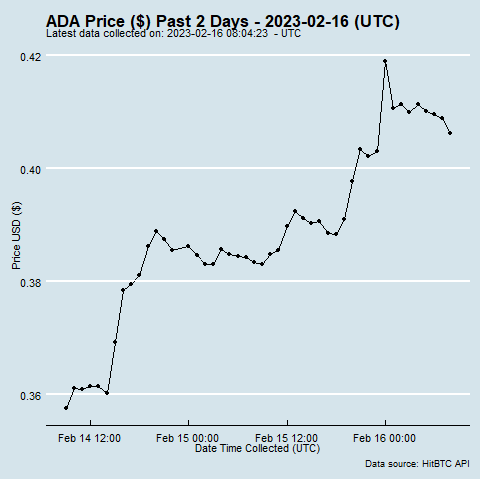 ADA Price ($) Past 2 Days - 2023-02-16 (UTC)
Latest data collected on: 2023-02-16 08:04:23  - UTC
0.42
0.40
0.38
0.36
Price USD ($)
Feb 14 12:00
Feb 15 00:00
Feb 15 12:00
Feb 16 00:00
Date Time Collected (UTC)
Data source: HitBTC API